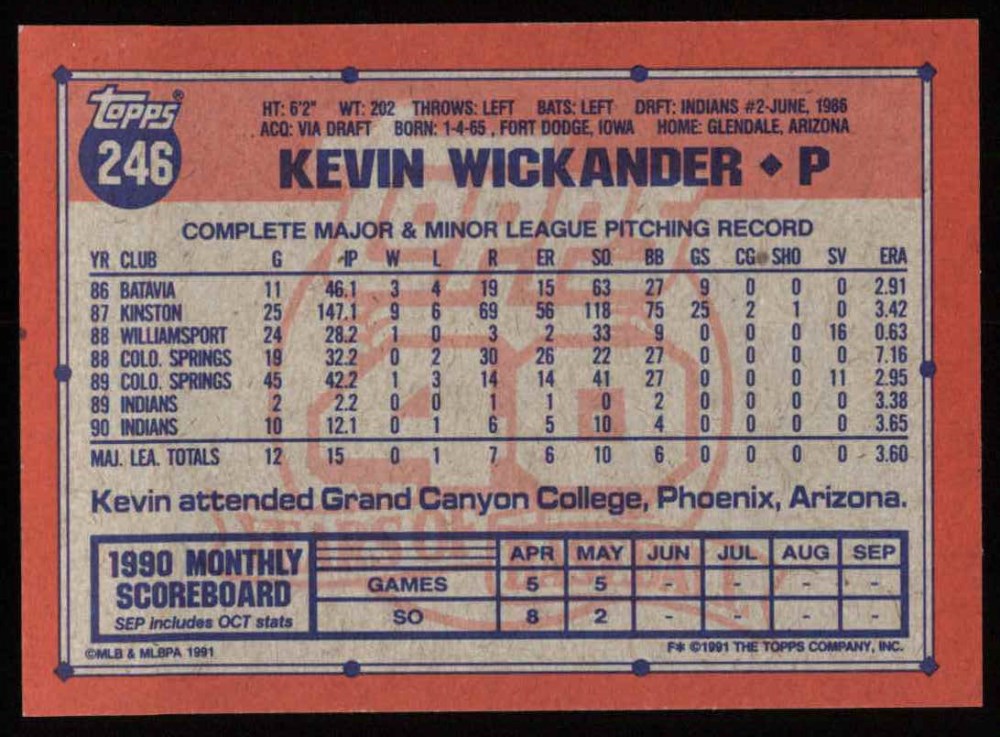 Topps®
246
HT: 6'2" WT: 202 THROWS: LEFT BATS: LEFT DRFT: INDIANS #2-JUNE, 1986
ACQ: VIA DRAFT BORN: 1-4-65 , FORT DODGE, IOWA HOME: GLENDALE, ARIZONA
KEVIN WICKANDER ◆ P
COMPLETE MAJOR & MINOR LEAGUE PITCHING RECORD
YR CLUB G IP W L R ER SO BB GS CG SHO SV ERA
86 BATAVIA 11 46.1 3 4 19 15 63 27 9 0 0 0 2.91
87 KINSTON 25 147.1 9 6 69 56 118 75 25 2 1 0 3.42
88 WILLIAMSPORT 24 28.2 1 0 3 2 33 9 0 0 0 16 0.63
88 COLO. SPRINGS 19 32.2 0 2 30 26 22 27 0 0 0 0 7.16
89 COLO. SPRINGS 45 42.2 1 3 14 14 41 27 0 0 0 11 2.95
89 INDIANS 2 2.2 0 0 1 1 0 2 0 0 0 0 3.38
90 INDIANS 10 12.1 0 1 6 5 10 4 0 0 0 0 3.65
MAJ. LEA. TOTALS 12 15 0 1 7 6 10 6 0 0 0 0 3.60
Topps 40 YEARS OF BASEBALL
Kevin attended Grand Canyon College, Phoenix, Arizona.
1990 MONTHLY
SCOREBOARD
SEP includes OCT stats
APR MAY JUN JUL AUG SEP
GAMES 5 5 - - - -
SO 8 2 - - - -
©MLB & MLBPA 1991
F* ©1991 THE TOPPS COMPANY, INC.